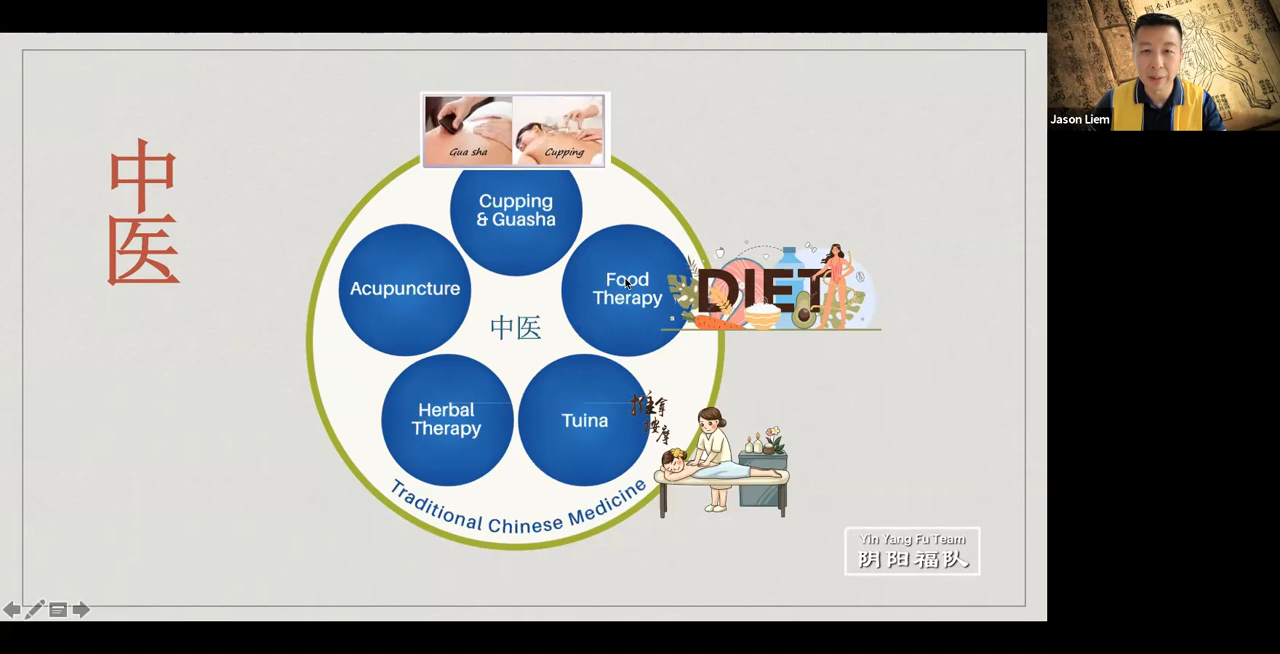 中
医
Gua sha
Cupping
Cupping
& Guasha
Acupuncture
Food
Therapy
DIET
中医
Herbal
Therapy
Tuina
推拿
按摩
Traditional Chinese Medicine
Yin Yang Fu Team
阴阳福队
Jason Liem